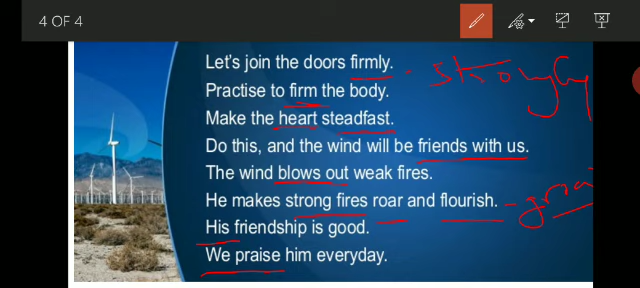 4 OF 4
Let's join the doors firmly. - strongly
Practise to firm the body.
Make the heart steadfast.
Do this, and the wind will be friends with us.
The wind blows out weak fires.
He makes strong fires roar and flourish. -
His friendship is good.
We praise him everyday.